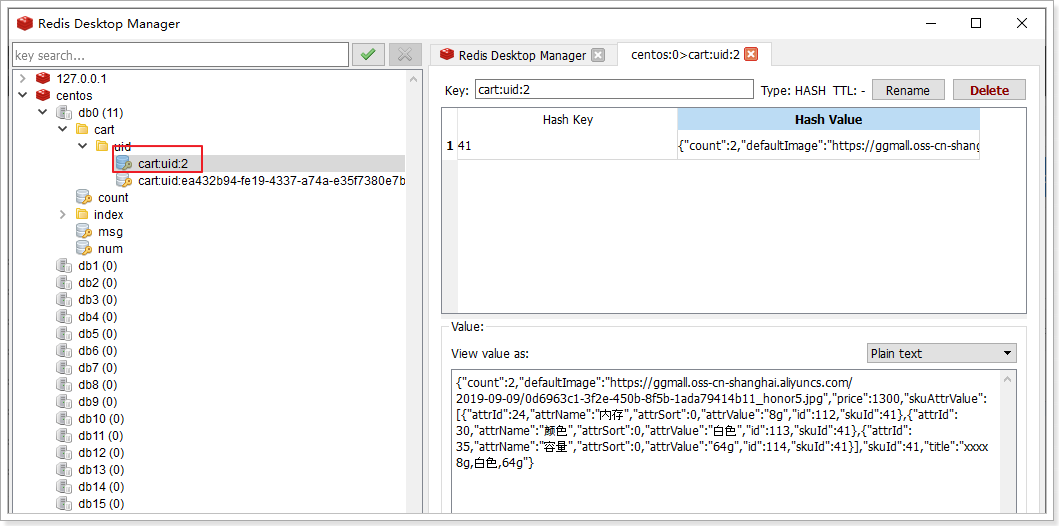 Redis Desktop Manager
key search...
127.0.0.1
centos
db0 (11)
cart
uid
cart:uid:2
cart:uid:ea432b94-fe19-4337-a74a-e35f7380e7b
count
index
msg
num
db1 (0)
db2 (0)
db3 (0)
db4 (0)
db5 (0)
db6 (0)
db7 (0)
db8 (0)
db9 (0)
db10 (0)
db11 (0)
db12 (0)
db13 (0)
db14 (0)
db15 (0)
Redis Desktop Manager
centos:0>cart:uid:2
Key: cart:uid:2 Type: HASH TTL: - Rename Delete
Hash Key Hash Value
1 41 {"count":2,"defaultImage":"https://ggmall.oss-cn-shang
Value:
View value as: Plain text
{"count":2,"defaultImage":"https://ggmall.oss-cn-shanghai.aliyuncs.com/
2019-09-09/0d6963c1-3f2e-450b-8f5b-1ada79414b11_honor5.jpg","price":1300,"skuAttrValue":
[{"attrId":24,"attrName":"内存","attrSort":0,"attrValue":"8g","id":112,"skuId":41},{"attrId":
30,"attrName":"颜色","attrSort":0,"attrValue":"白色","id":113,"skuId":41},{"attrId":
35,"attrName":"容量","attrSort":0,"attrValue":"64g","id":114,"skuId":41}],"skuId":41,"title":"xxxx
8g,白色,64g"}